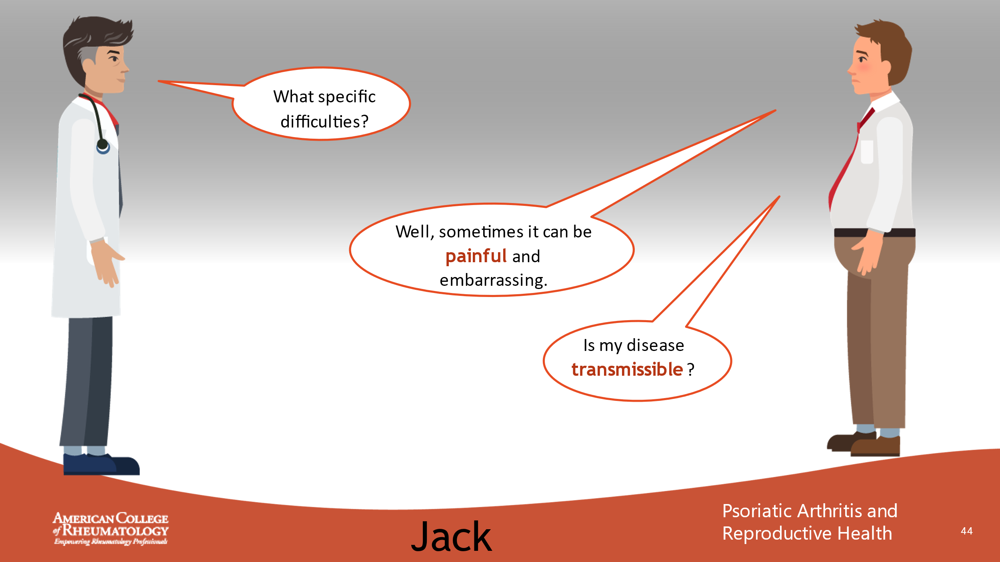 What specific
difficulties?
Well, sometimes it can be
painful and
embarrassing.
Is my disease
transmissible ?
AMERICAN COLLEGE
of RHEUMATOLOGY
Empowering Rheumatology Professionals
Jack
Psoriatic Arthritis and
Reproductive Health
44